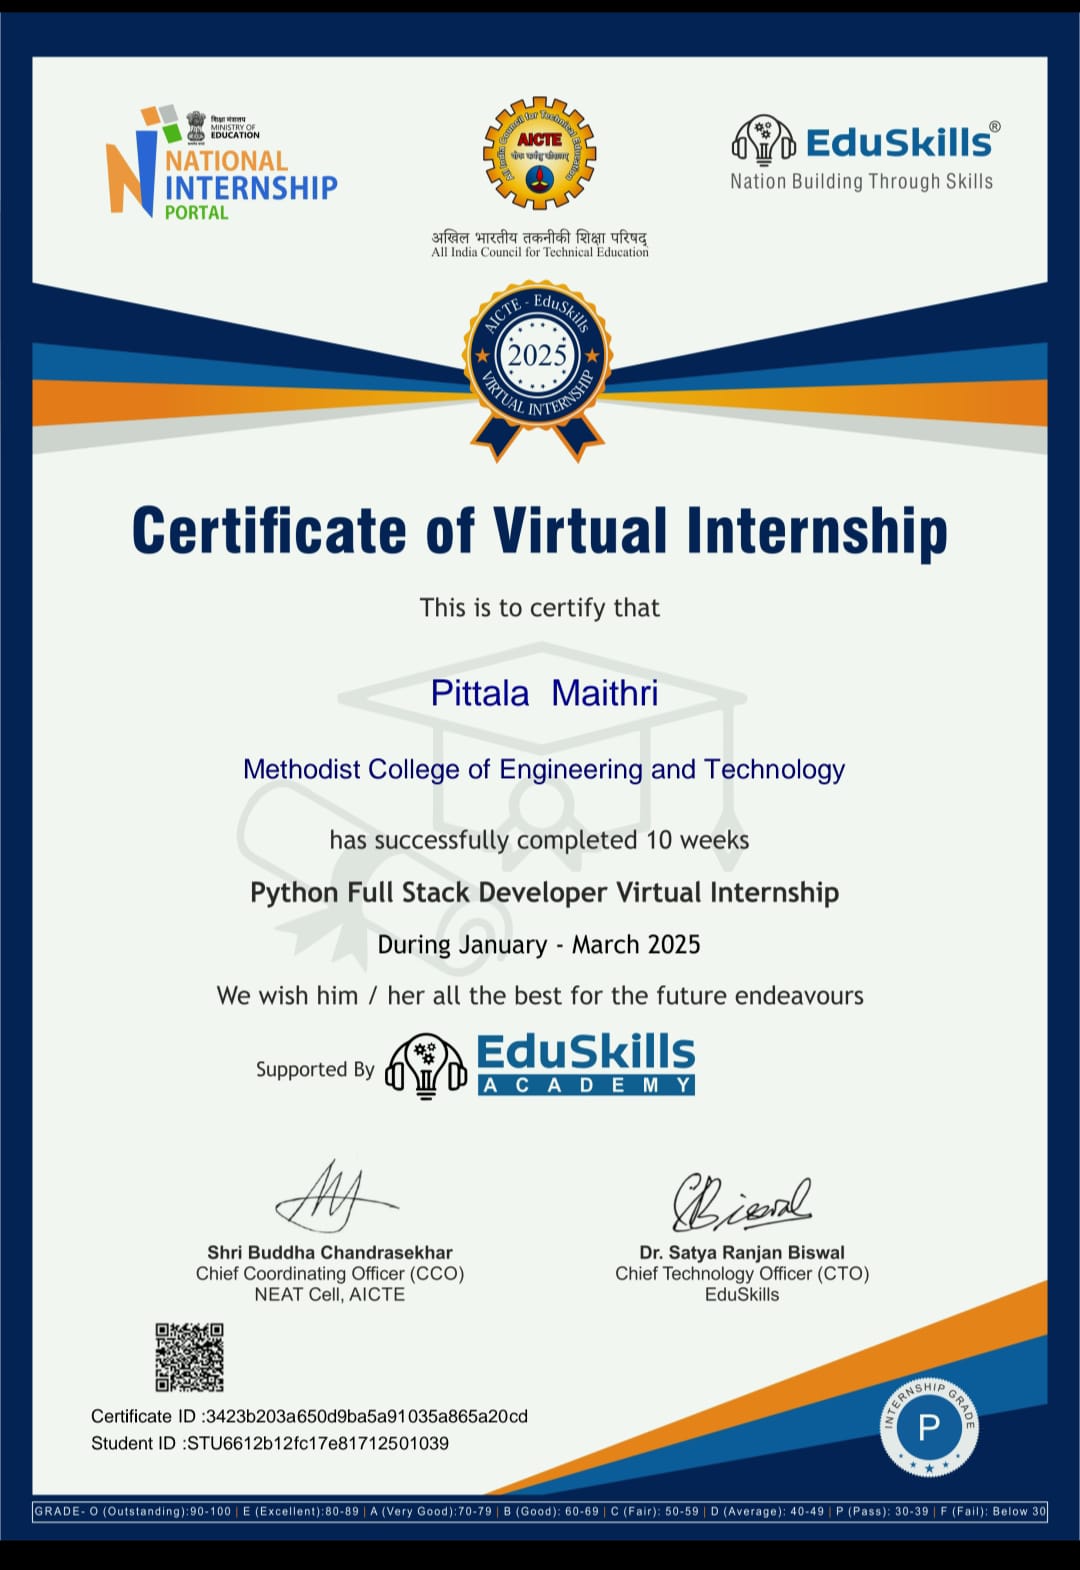 शिक्षा मंत्रालय
MINISTRY OF
EDUCATION
NATIONAL
INTERNSHIP
PORTAL
All India Council for Technical Education
AICTE
EduSkills®
Nation Building Through Skills
अखिल भारतीय तकनीकी शिक्षा परिषद्
All India Council for Technical Education
AICTE - EduSkills
2025
VIRTUAL INTERNSHIP
Certificate of Virtual Internship
This is to certify that
Pittala Maithri
Methodist College of Engineering and Technology
has successfully completed 10 weeks
Python Full Stack Developer Virtual Internship
During January - March 2025
We wish him / her all the best for the future endeavours
Supported By
EduSkills
ACADEMY
Shri Buddha Chandrasekhar
Chief Coordinating Officer (CCO)
NEAT Cell, AICTE
Dr. Satya Ranjan Biswal
Chief Technology Officer (CTO)
EduSkills
Certificate ID :3423b203a650d9ba5a91035a865a20cd
Student ID :STU6612b12fc17e81712501039
INTERNSHIP GRADE
P
GRADE- O (Outstanding):90-100 | E (Excellent):80-89 | A (Very Good):70-79 | B (Good): 60-69 | C (Fair): 50-59 | D (Average): 40-49 | P (Pass): 30-39 | F (Fail): Below 30